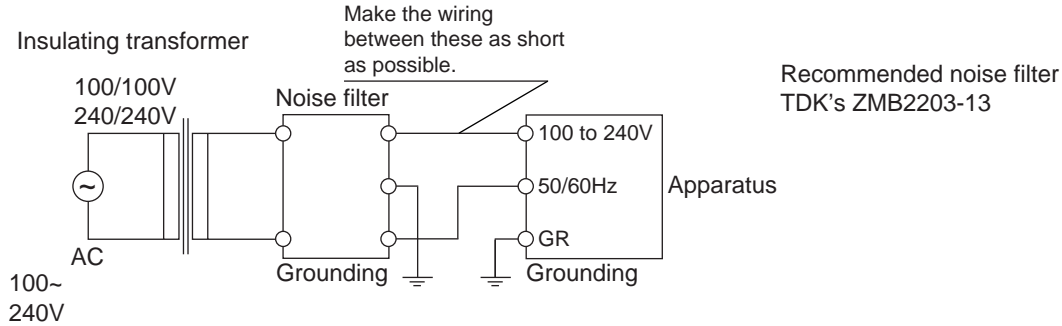 Make the wiring
between these as short
as possible.
Insulating transformer
Recommended noise filter
TDK's ZMB2203-13
100/100V
240/240V
Noise filter
100 to 240V
~
50/60Hz
Apparatus
GR
AC
Grounding
Grounding
100~
240V